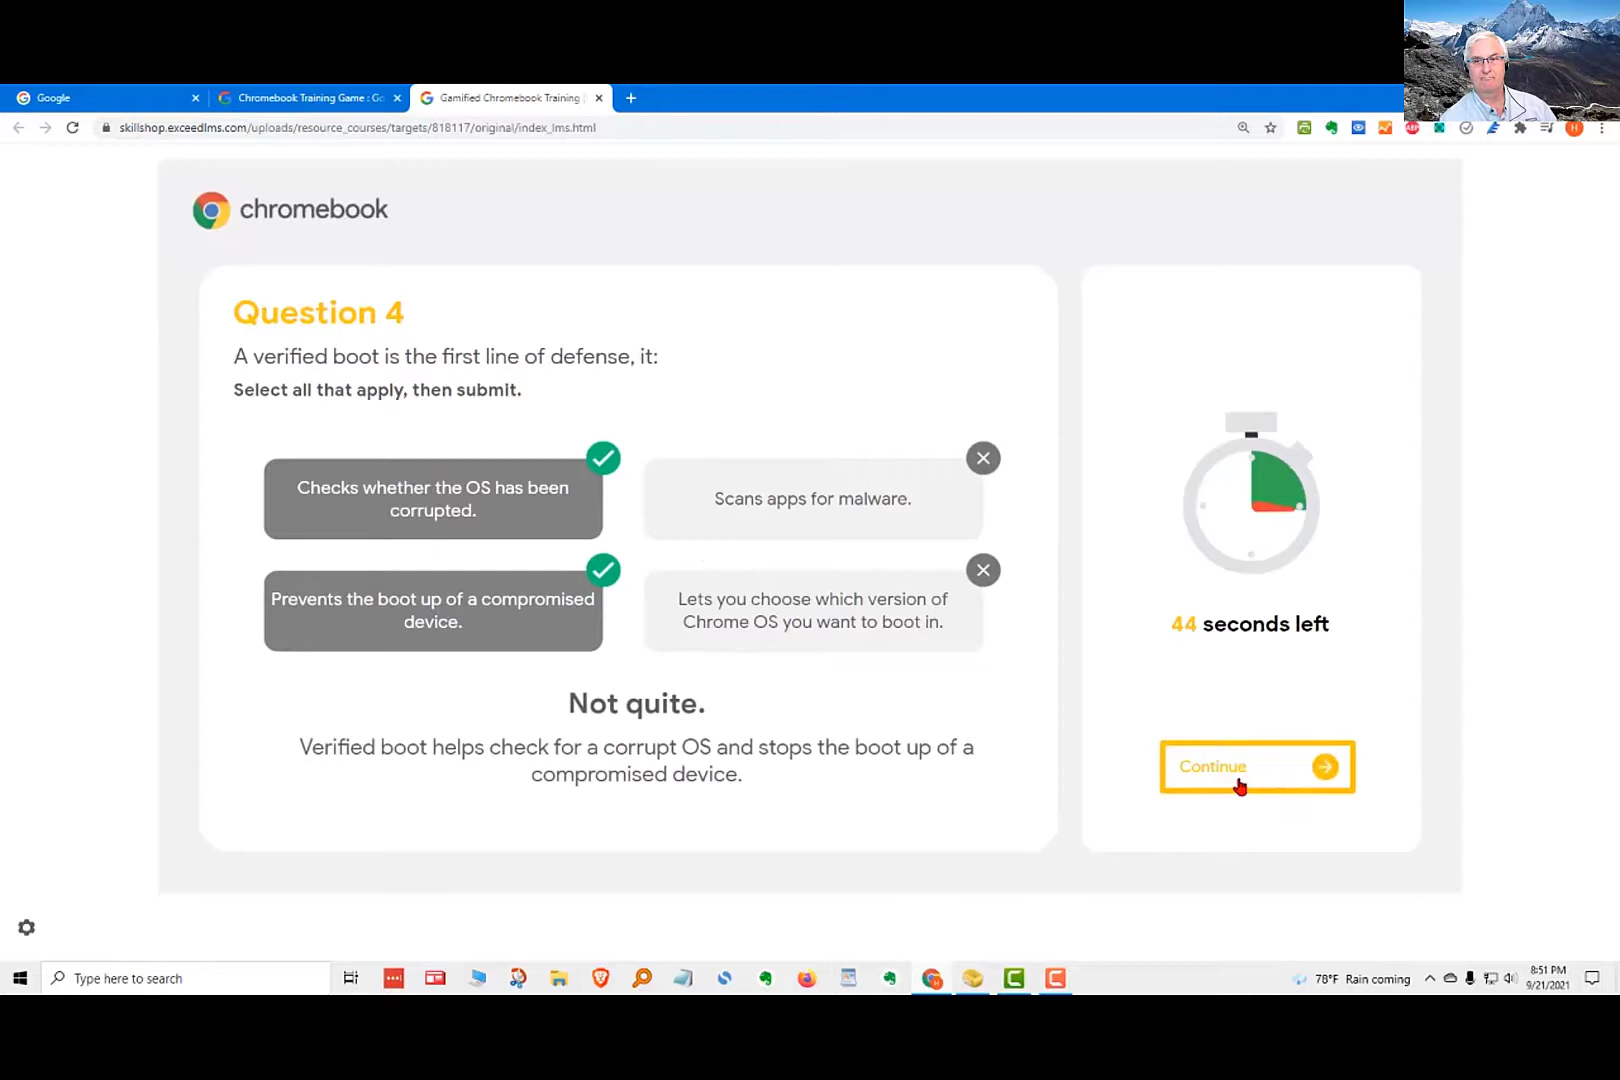 Google
Chromebook Training Game : Go
Gamified Chromebook Training
skillshop.exceedlms.com/uploads/resource_courses/targets/818117/original/index_lms.html
ABP
H
chromebook
Question 4
A verified boot is the first line of defense, it:
Select all that apply, then submit.
Checks whether the OS has been
corrupted.
Scans apps for malware.
Prevents the boot up of a compromised
device.
Lets you choose which version of
Chrome OS you want to boot in.
Not quite.
Verified boot helps check for a corrupt OS and stops the boot up of a
compromised device.
44 seconds left
Continue
Type here to search
78°F Rain coming
8:51 PM
9/21/2021